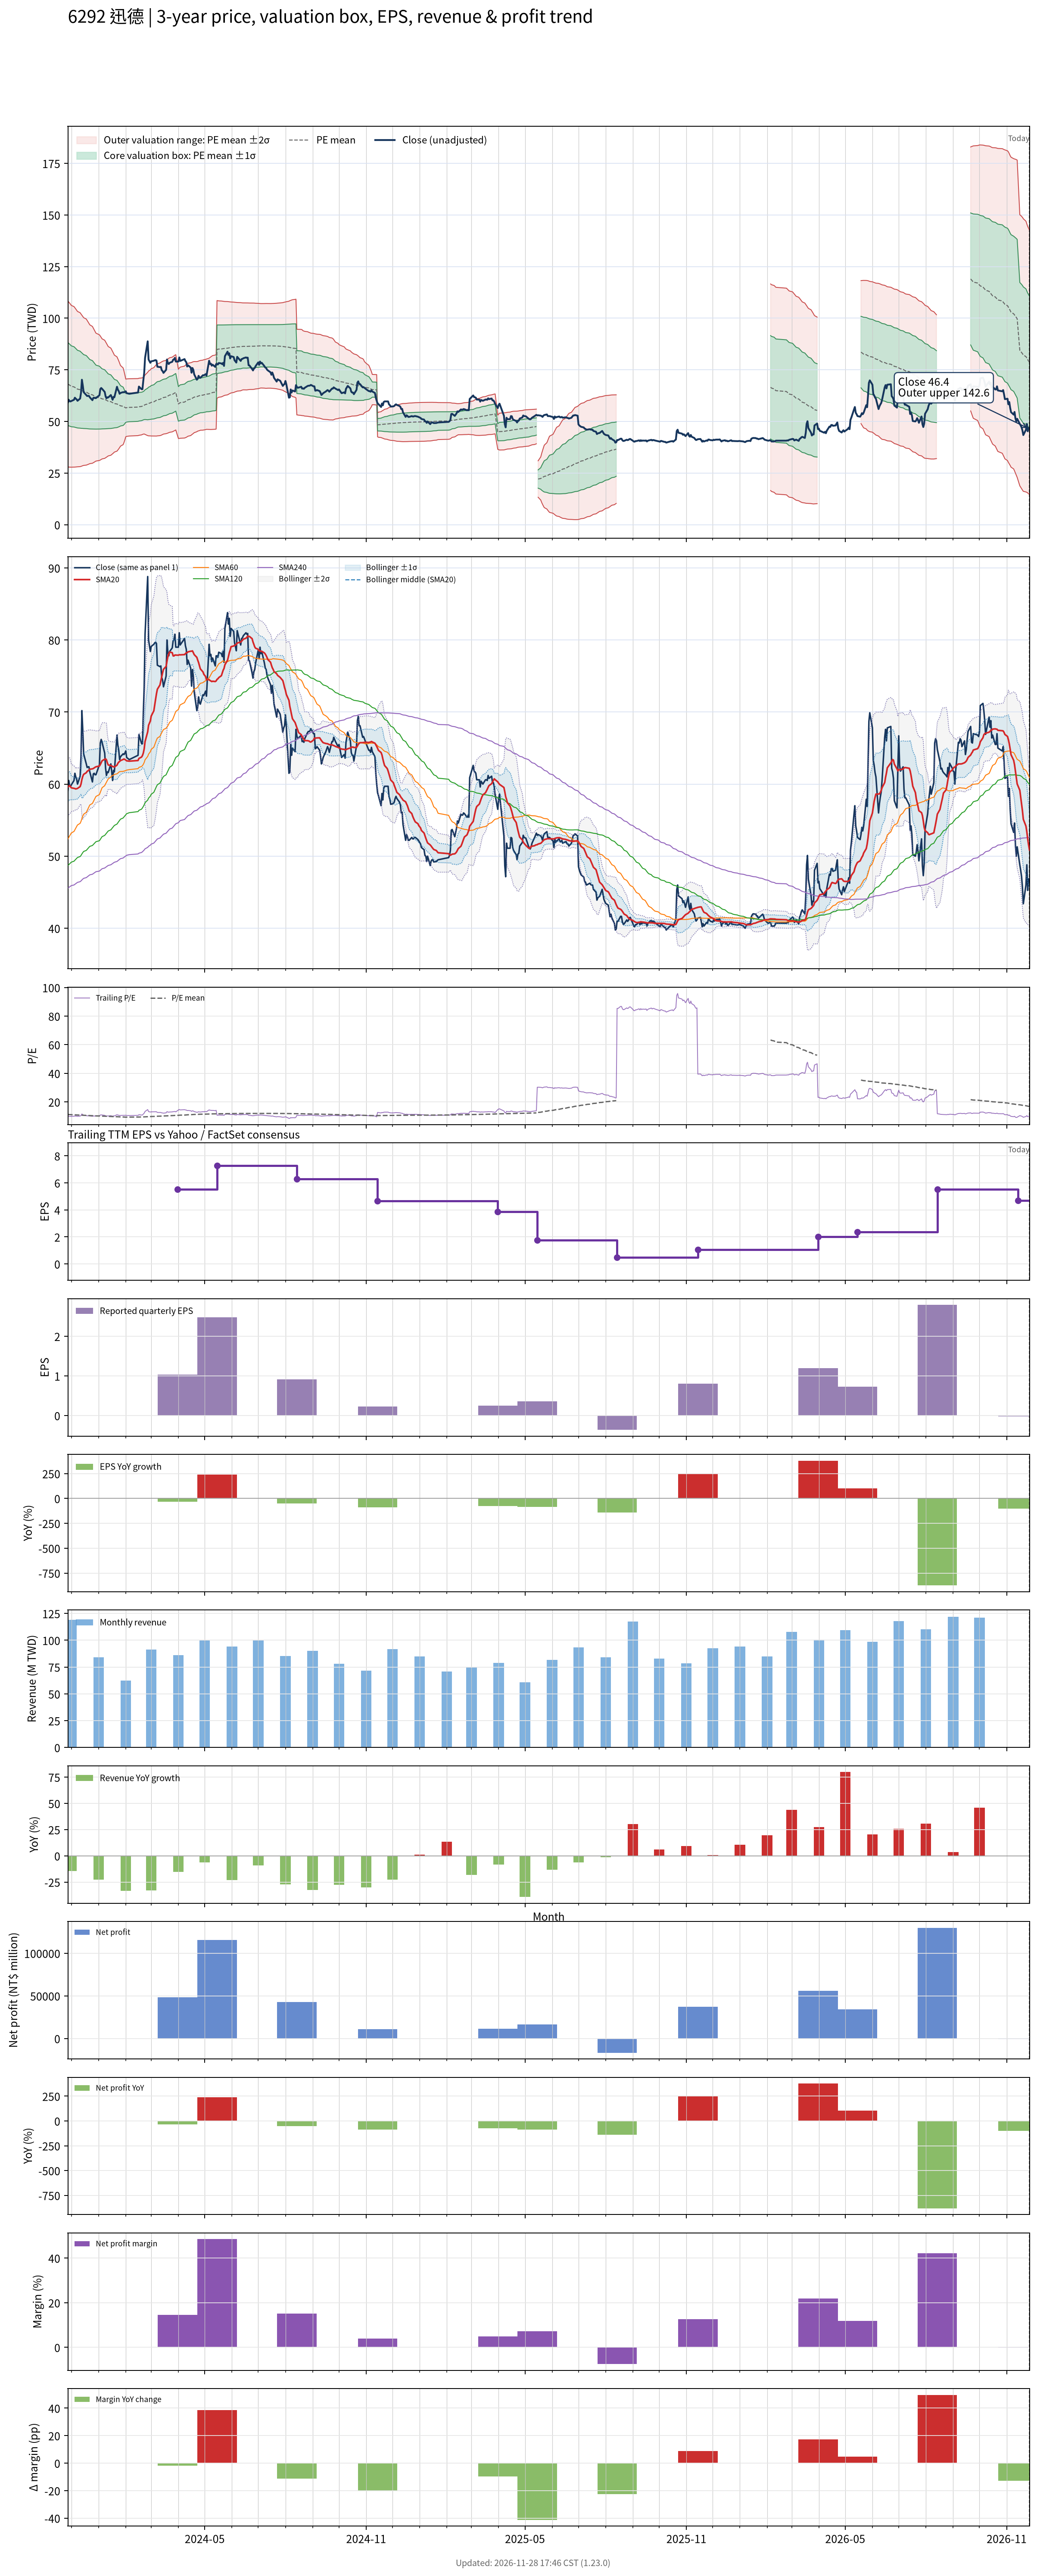 6292 迅德 | 3-year price, valuation box, EPS, revenue & profit trend
Outer valuation range: PE mean ±2σ
Core valuation box: PE mean ±1σ
PE mean
Close (unadjusted)
Today
Price (TWD)
175
150
125
100
75
50
25
0
Close 46.4
Outer upper 142.6
Close (same as panel 1)
SMA20
SMA60
SMA120
SMA240
Bollinger ±2σ
Bollinger ±1σ
Bollinger middle (SMA20)
Price
90
80
70
60
50
40
Trailing P/E
P/E mean
P/E
100
80
60
40
20
Trailing TTM EPS vs Yahoo / FactSet consensus
Today
EPS
8
6
4
2
0
Reported quarterly EPS
EPS
2
1
0
EPS YoY growth
YoY (%)
250
0
-250
-500
-750
Monthly revenue
Revenue (M TWD)
125
100
75
50
25
0
Revenue YoY growth
YoY (%)
75
50
25
0
-25
Month
Net profit
Net profit (NT$ million)
100000
50000
0
Net profit YoY
YoY (%)
250
0
-250
-500
-750
Net profit margin
Margin (%)
40
20
0
Margin YoY change
Δ margin (pp)
40
20
0
-20
-40
2024-05
2024-11
2025-05
2025-11
2026-05
2026-11
Updated: 2026-11-28 17:46 CST (1.23.0)